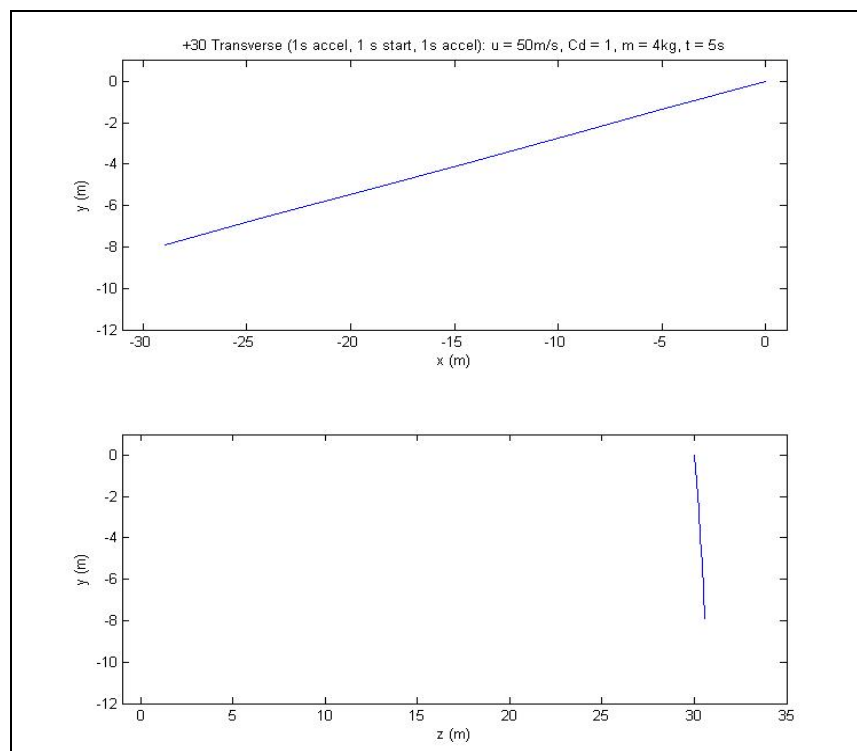 +30 Transverse (1s accel, 1 s start, 1s accel): u = 50m/s, Cd = 1, m = 4kg, t = 5s
0
-2
-4
-6
-8
-10
-12
y (m)
-30 -25 -20 -15 -10 -5 0
x (m)
0
-2
-4
-6
-8
-10
-12
y (m)
0 5 10 15 20 25 30 35
z (m)